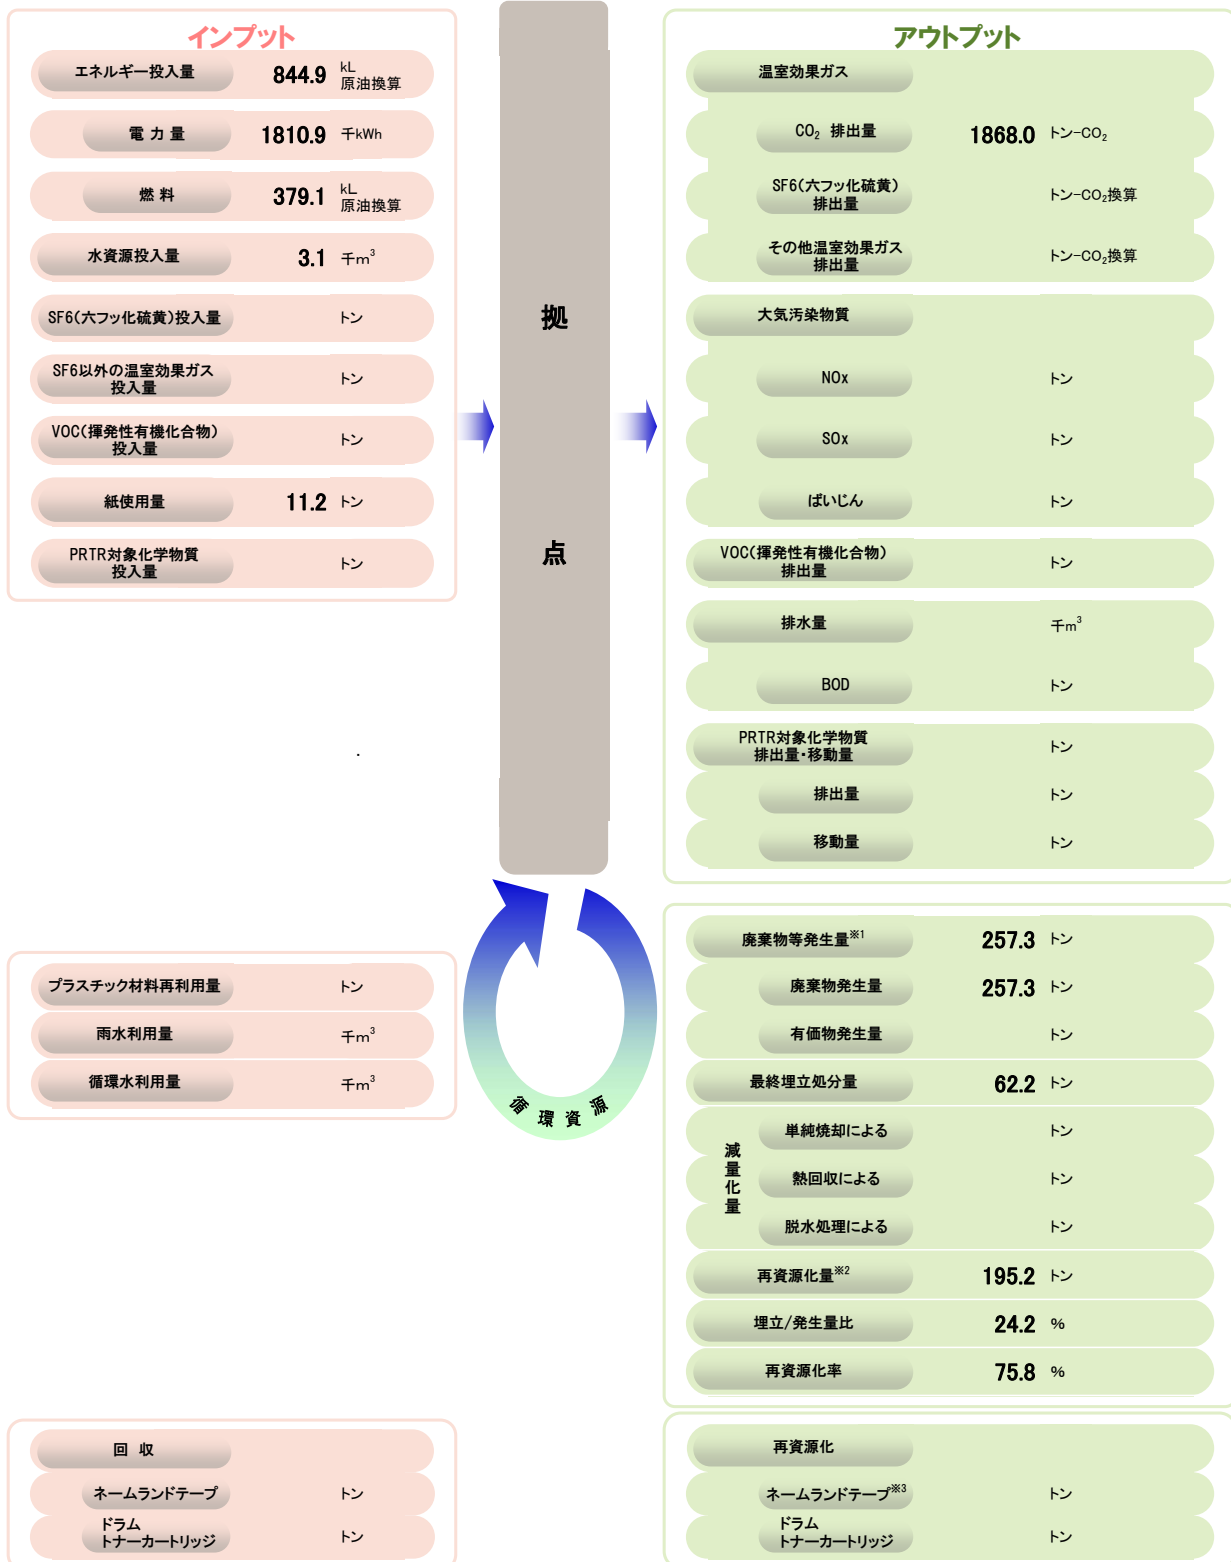 インプット
エネルギー投入量 844.9 kL 原油換算
電 力 量 1810.9 千kWh
燃 料 379.1 kL 原油換算
水資源投入量 3.1 千m³
SF6(六フッ化硫黄)投入量 トン
SF6以外の温室効果ガス
投入量 トン
VOC(揮発性有機化合物)
投入量 トン
紙使用量 11.2 トン
PRTR対象化学物質
投入量 トン
拠
点
アウトプット
温室効果ガス
CO₂ 排出量 1868.0 トン-CO₂
SF6(六フッ化硫黄)
排出量 トン-CO₂換算
その他温室効果ガス
排出量 トン-CO₂換算
大気汚染物質
NOx トン
SOx トン
ばいじん トン
VOC(揮発性有機化合物)
排出量 トン
排水量 千m³
BOD トン
PRTR対象化学物質
排出量・移動量 トン
排出量 トン
移動量 トン
プラスチック材料再利用量 トン
雨水利用量 千m³
循環水利用量 千m³
循環資源
廃棄物等発生量※1 257.3 トン
廃棄物発生量 257.3 トン
有価物発生量 トン
最終埋立処分量 62.2 トン
減量化量
単純焼却による トン
熱回収による トン
脱水処理による トン
再資源化量※2 195.2 トン
埋立/発生量比 24.2 %
再資源化率 75.8 %
回 収
ネームランドテープ トン
ドラム
トナーカートリッジ トン
再資源化
ネームランドテープ※3 トン
ドラム
トナーカートリッジ トン